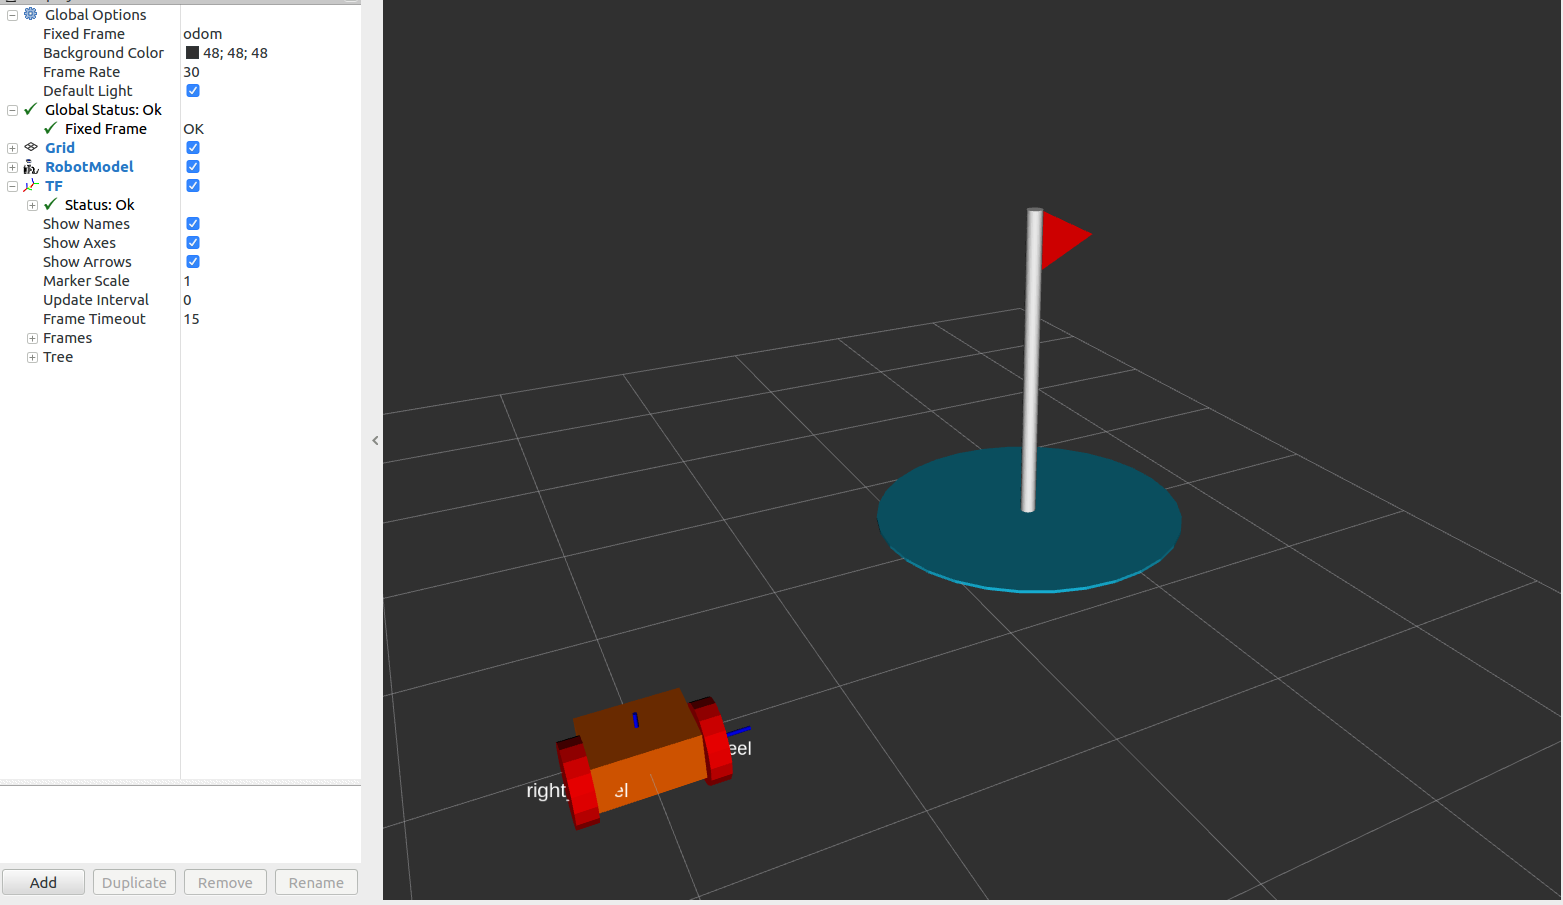 Global Options
Fixed Frame odom
Background Color 48; 48; 48
Frame Rate 30
Default Light
Global Status: Ok
Fixed Frame OK
Grid
RobotModel
TF
Status: Ok
Show Names
Show Axes
Show Arrows
Marker Scale 1
Update Interval 0
Frame Timeout 15
Frames
Tree
eel
right
el
Add Duplicate Remove Rename